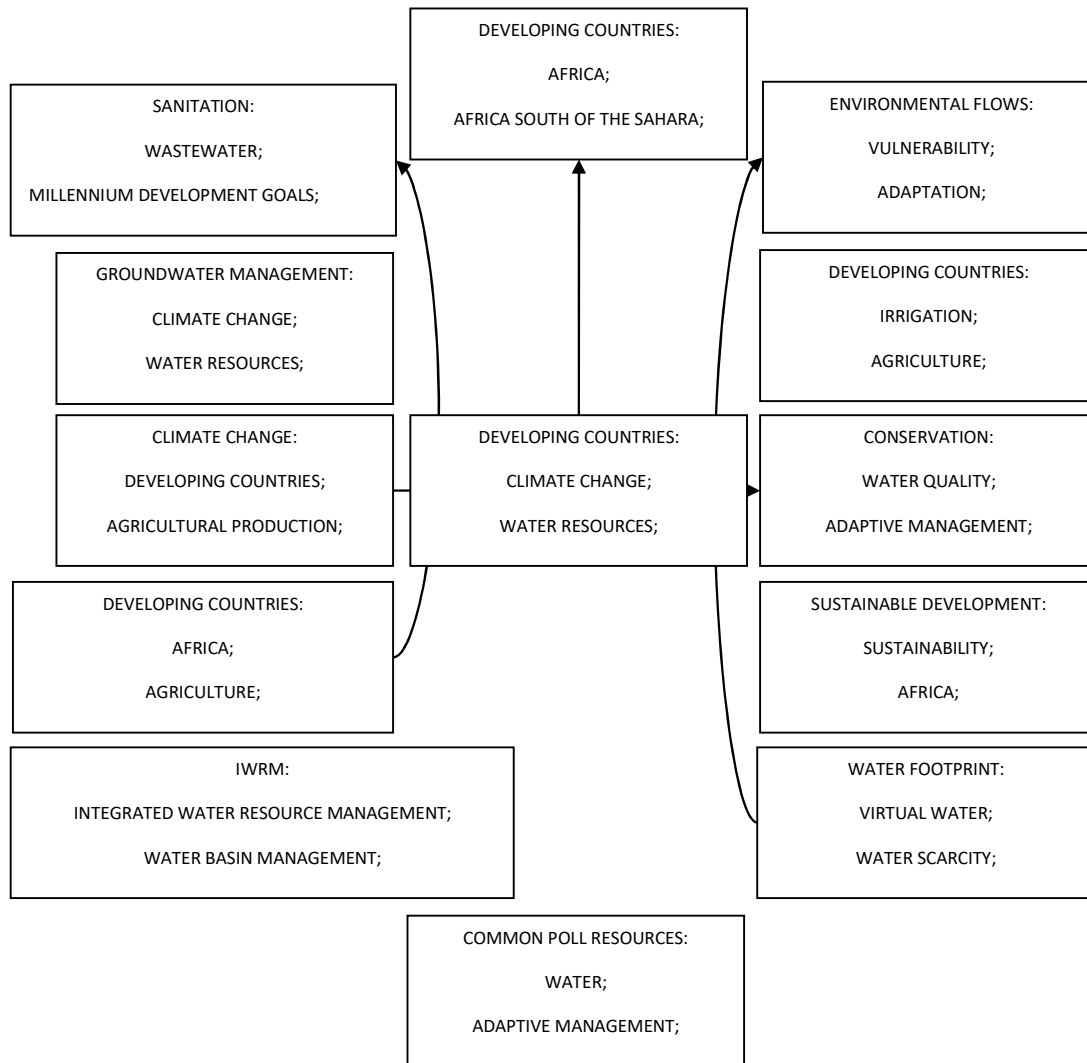 DEVELOPING COUNTRIES:
AFRICA;
AFRICA SOUTH OF THE SAHARA;
SANITATION:
WASTEWATER;
MILLENNIUM DEVELOPMENT GOALS;
ENVIRONMENTAL FLOWS:
VULNERABILITY;
ADAPTATION;
GROUNDWATER MANAGEMENT:
CLIMATE CHANGE;
WATER RESOURCES;
DEVELOPING COUNTRIES:
IRRIGATION;
AGRICULTURE;
CLIMATE CHANGE:
DEVELOPING COUNTRIES;
AGRICULTURAL PRODUCTION;
DEVELOPING COUNTRIES:
CLIMATE CHANGE;
WATER RESOURCES;
CONSERVATION:
WATER QUALITY;
ADAPTIVE MANAGEMENT;
DEVELOPING COUNTRIES:
AFRICA;
AGRICULTURE;
SUSTAINABLE DEVELOPMENT:
SUSTAINABILITY;
AFRICA;
IWRM:
INTEGRATED WATER RESOURCE MANAGEMENT;
WATER BASIN MANAGEMENT;
WATER FOOTPRINT:
VIRTUAL WATER;
WATER SCARCITY;
COMMON POLL RESOURCES:
WATER;
ADAPTIVE MANAGEMENT;